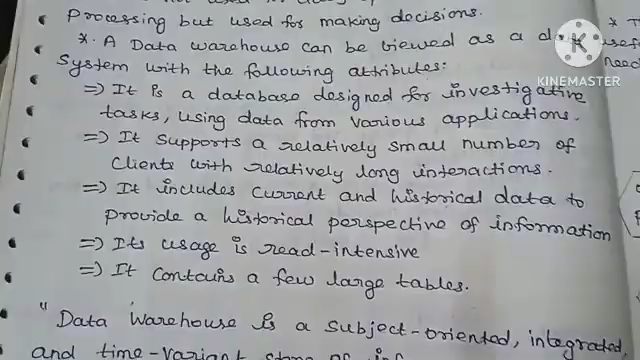 Processing but used for making decisions.
*. A Data warehouse can be viewed as a data
System with the following attributes:
=> It is a database designed for investigative
tasks, using data from various applications.
=> It supports a relatively small number of
Clients with relatively long interactions.
=> It includes current and historical data to
provide a historical perspective of information
=> Its usage is read-intensive
=> It contains a few large tables.
"Data warehouse is a subject-oriented, integrated,
and time-variant
KINEMASTER